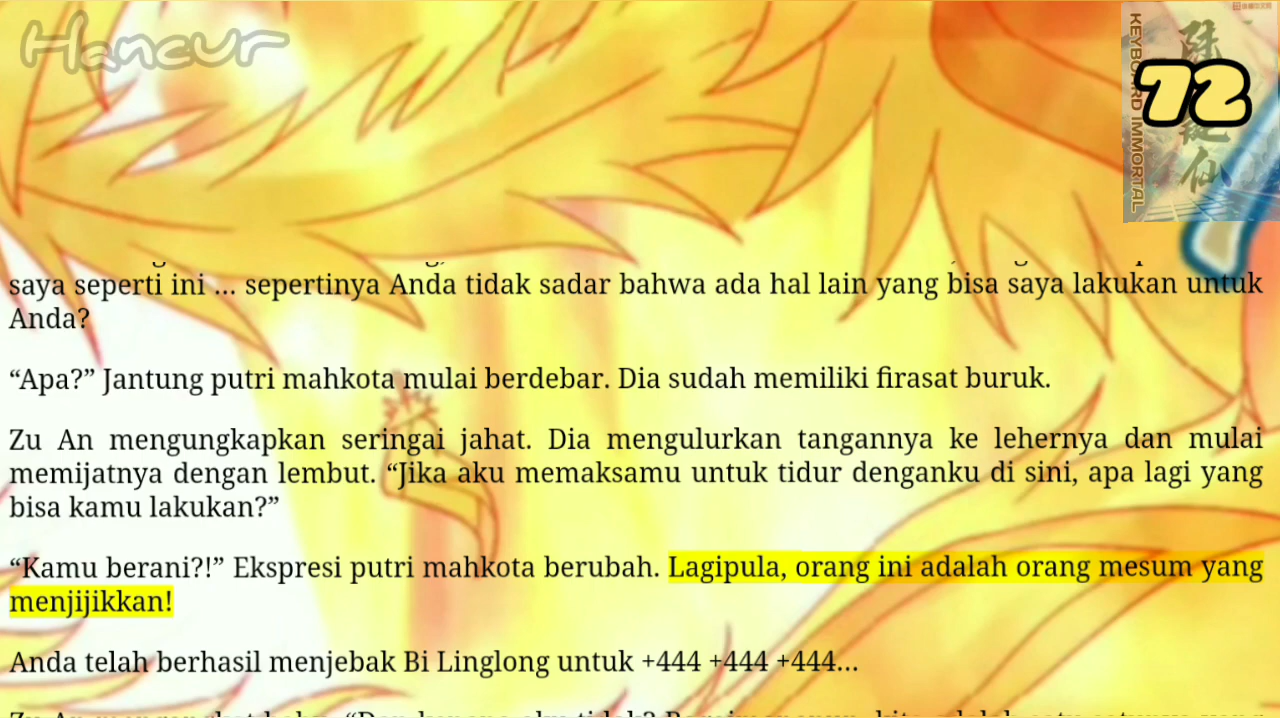 Hancur
KEYBOARD IMMORTAL
72
仙
saya seperti ini ... sepertinya Anda tidak sadar bahwa ada hal lain yang bisa saya lakukan untuk
Anda?
“Apa?” Jantung putri mahkota mulai berdebar. Dia sudah memiliki firasat buruk.
Zu An mengungkapkan seringai jahat. Dia mengulurkan tangannya ke lehernya dan mulai
memijatnya dengan lembut. “Jika aku memaksamu untuk tidur denganku di sini, apa lagi yang
bisa kamu lakukan?”
“Kamu berani?!” Ekspresi putri mahkota berubah. Lagipula, orang ini adalah orang mesum yang
menjijikkan!
Anda telah berhasil menjebak Bi Linglong untuk +444 +444 +444...